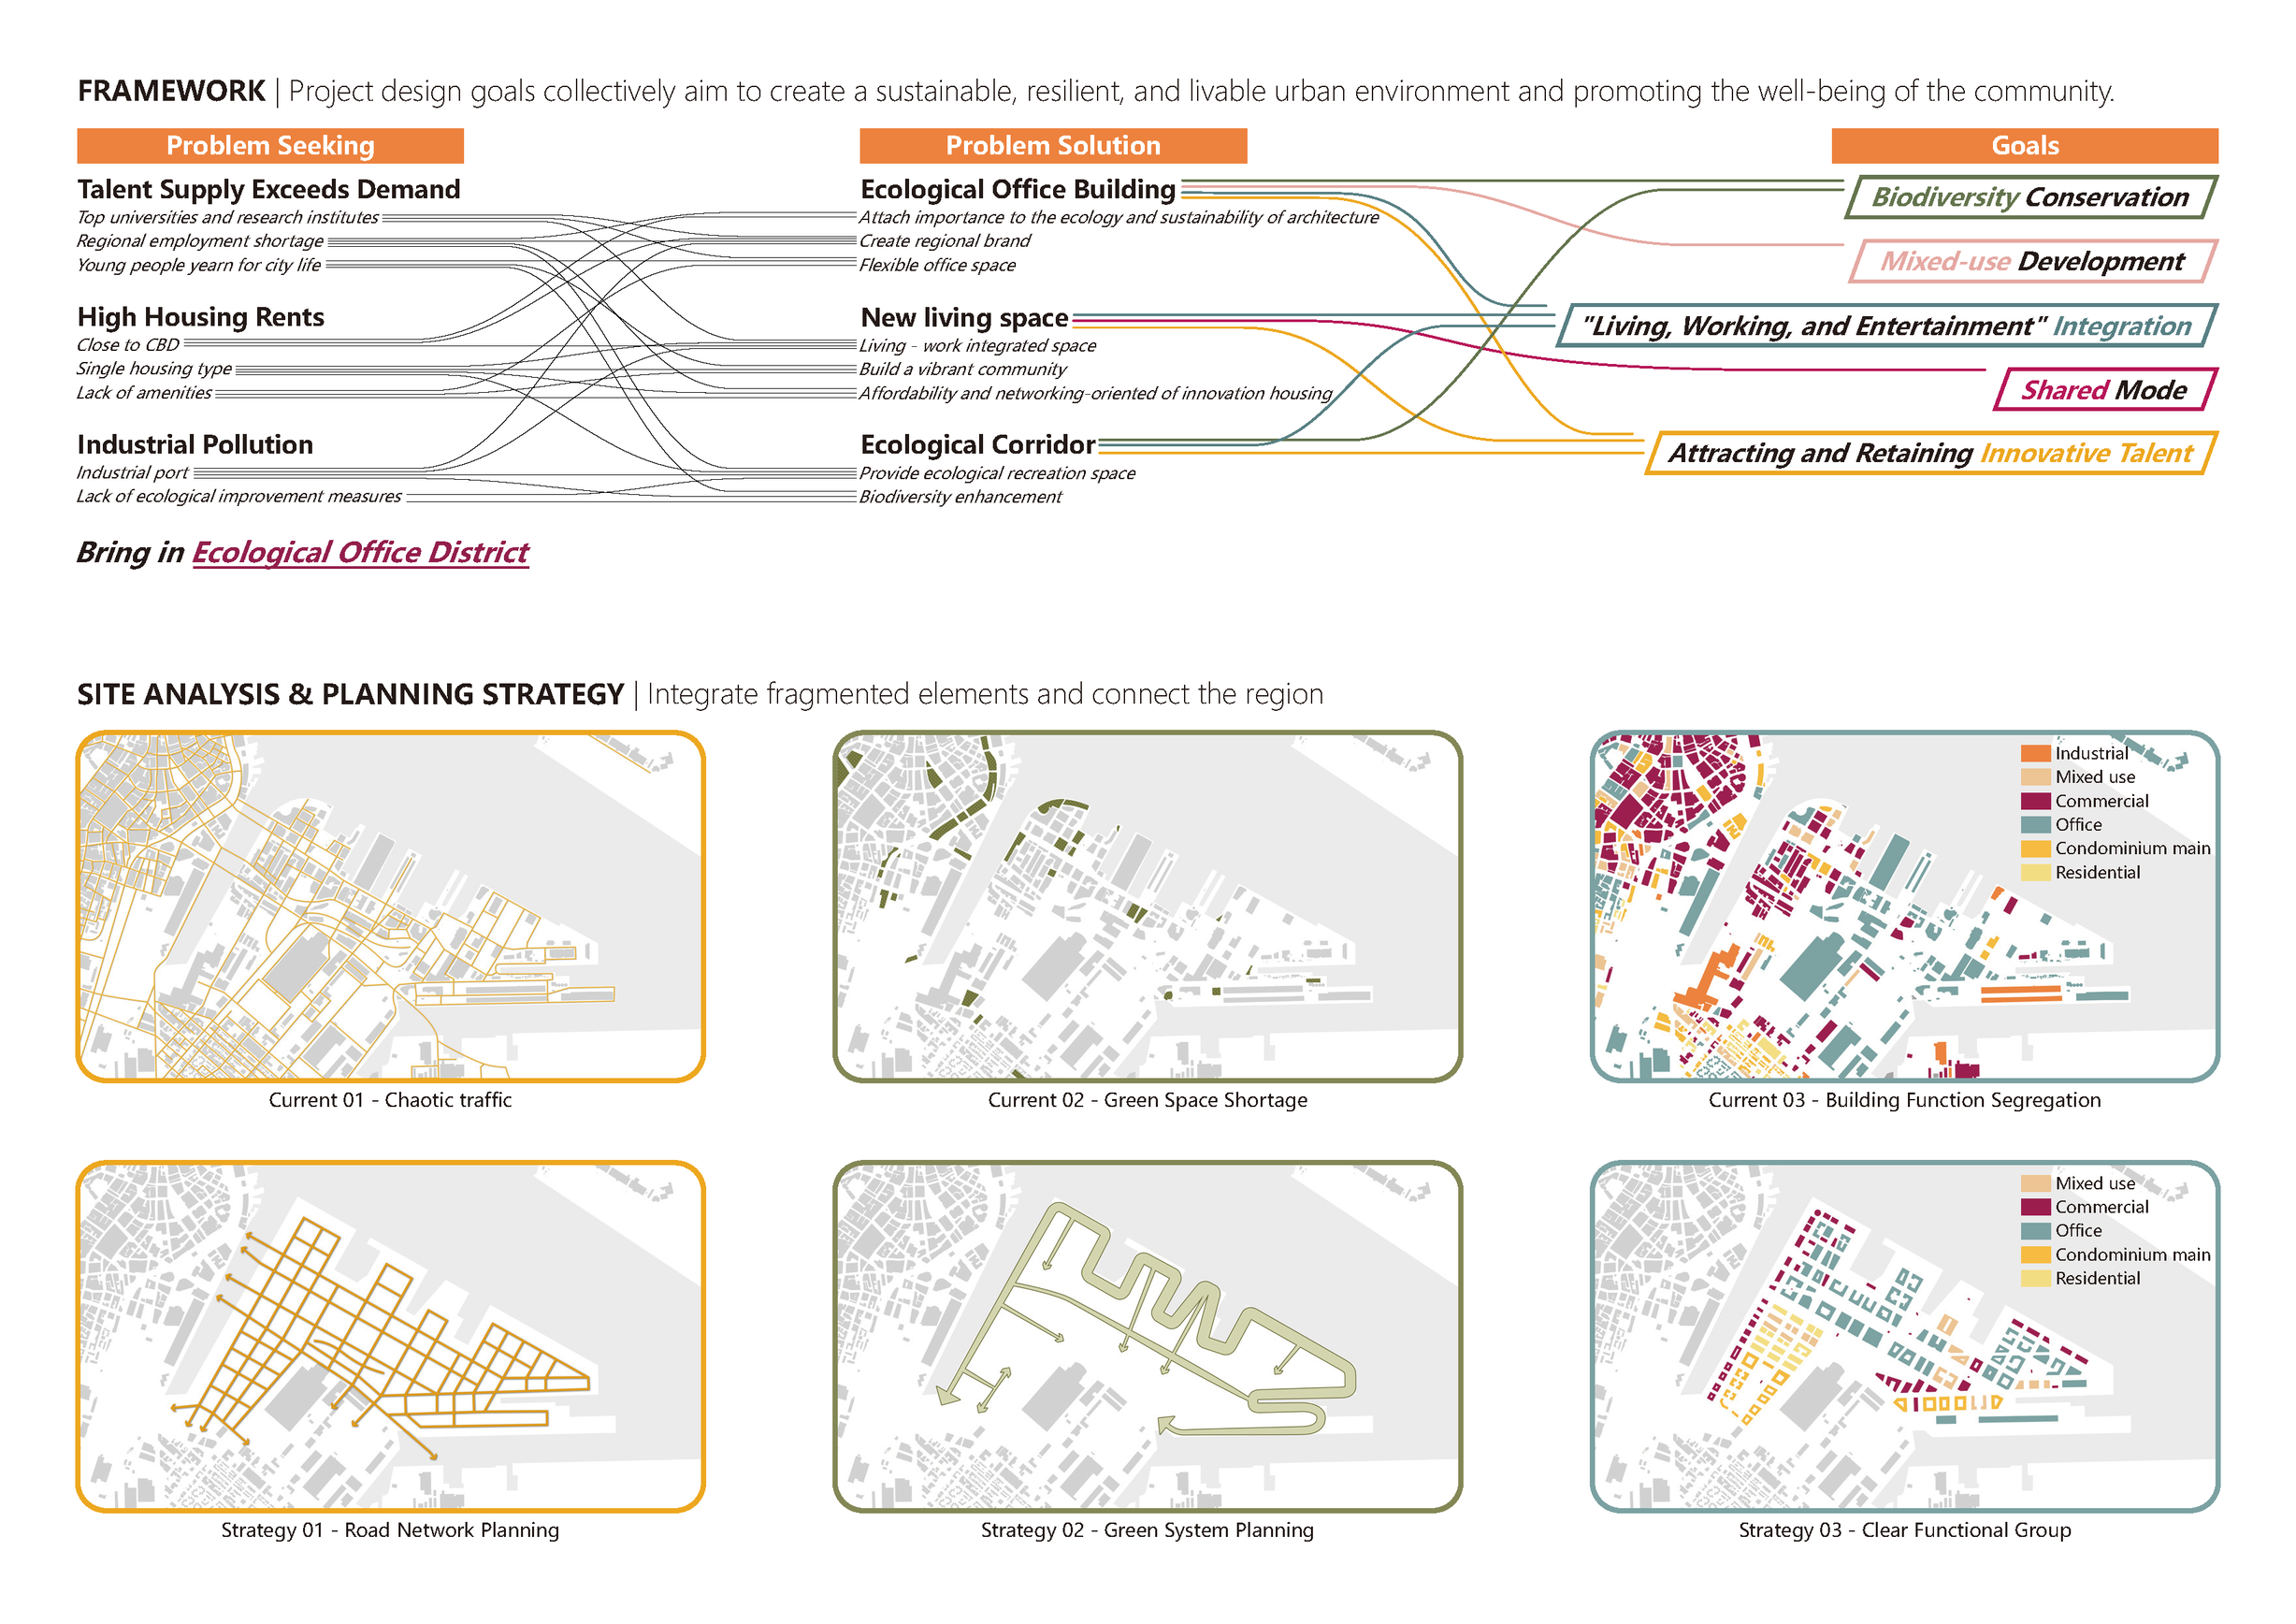 FRAMEWORK | Project design goals collectively aim to create a sustainable, resilient, and livable urban environment and promoting the well-being of the community.
Problem Seeking
Talent Supply Exceeds Demand
Top universities and research institutes
Regional employment shortage
Young people yearn for city life
High Housing Rents
Close to CBD
Single housing type
Lack of amenities
Industrial Pollution
Industrial port
Lack of ecological improvement measures
Bring in Ecological Office District
Problem Solution
Ecological Office Building
Attach importance to the ecology and sustainability of architecture
Create regional brand
Flexible office space
New living space
Living - work integrated space
Build a vibrant community
Affordability and networking-oriented of innovation housing
Ecological Corridor
Provide ecological recreation space
Biodiversity enhancement
Goals
Biodiversity Conservation
Mixed-use Development
"Living, Working, and Entertainment" Integration
Shared Mode
Attracting and Retaining Innovative Talent
SITE ANALYSIS & PLANNING STRATEGY | Integrate fragmented elements and connect the region
Current 01 - Chaotic traffic
Current 02 - Green Space Shortage
Industrial
Mixed use
Commercial
Office
Condominium main
Residential
Current 03 - Building Function Segregation
Strategy 01 - Road Network Planning
Strategy 02 - Green System Planning
Mixed use
Commercial
Office
Condominium main
Residential
Strategy 03 - Clear Functional Group